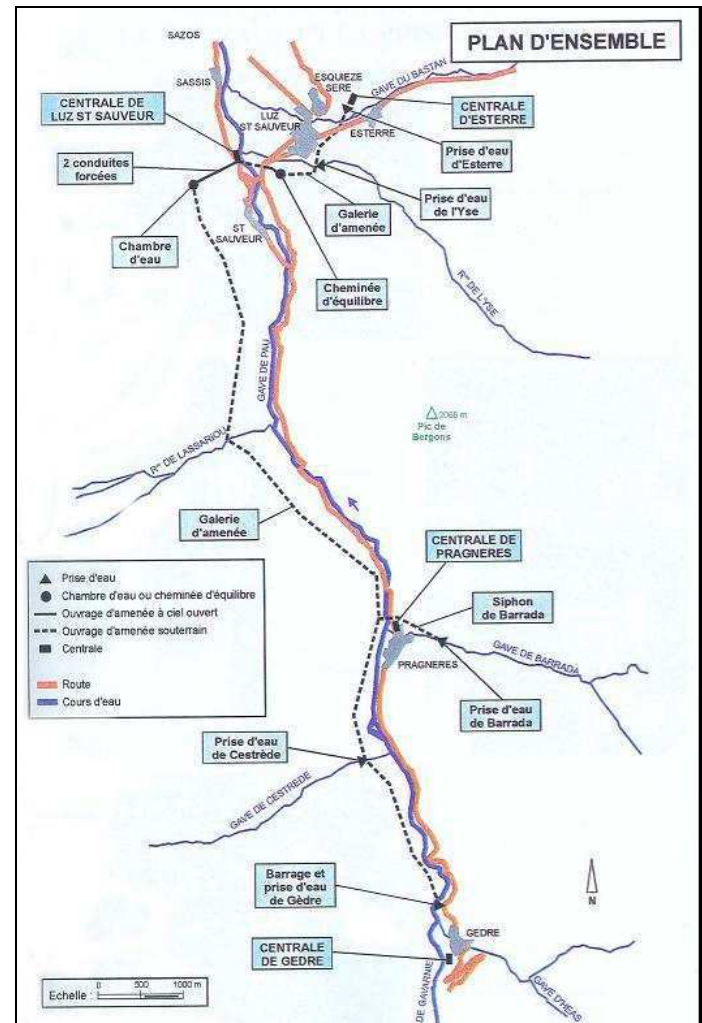 PLAN D'ENSEMBLE
SAZOS
SASSIS
ESQUIEZE
SERE
GAVE DU BASTAN
CENTRALE DE
LUZ ST SAUVEUR
LUZ
ST SAUVEUR
ESTERRE
CENTRALE
D'ESTERRE
Prise d'eau
d'Esterre
2 conduites
forcées
Prise d'eau
de l'Yse
Galerie
d'amenée
Chambre
d'eau
ST
SAUVEUR
Cheminée
d'équilibre
Rau DE LYSE
GAVE DE PAU
2068 m
Pic de
Bergons
Rau DE LASSARIOU
Galerie
d'amenée
CENTRALE DE
PRAGNERES
Siphon
de Barrada
PRAGNERES
GAVE DE BARRADA
Prise d'eau
de Barrada
Prise d'eau
Chambre d'eau ou cheminée d'équilibre
Ouvrage d'amenée à ciel ouvert
Ouvrage d'amenée souterrain
Centrale
Route
Cours d'eau
Prise d'eau
de Cestrède
GAVE DE CESTREDE
Barrage et
prise d'eau
de Gèdre
N
GEDRE
CENTRALE
DE GEDRE
DE GAVARNIE
GAVE D'HEAS
Echelle :
0 500 1000 m